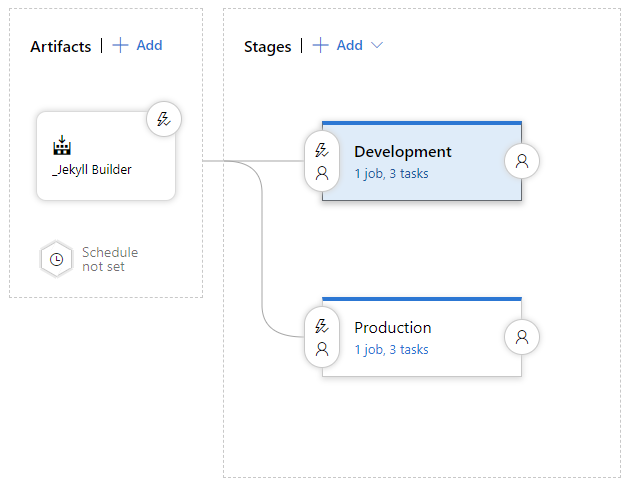 Artifacts | + Add
Stages | + Add
_Jekyll Builder
Schedule
not set
Development
1 job, 3 tasks
Production
1 job, 3 tasks